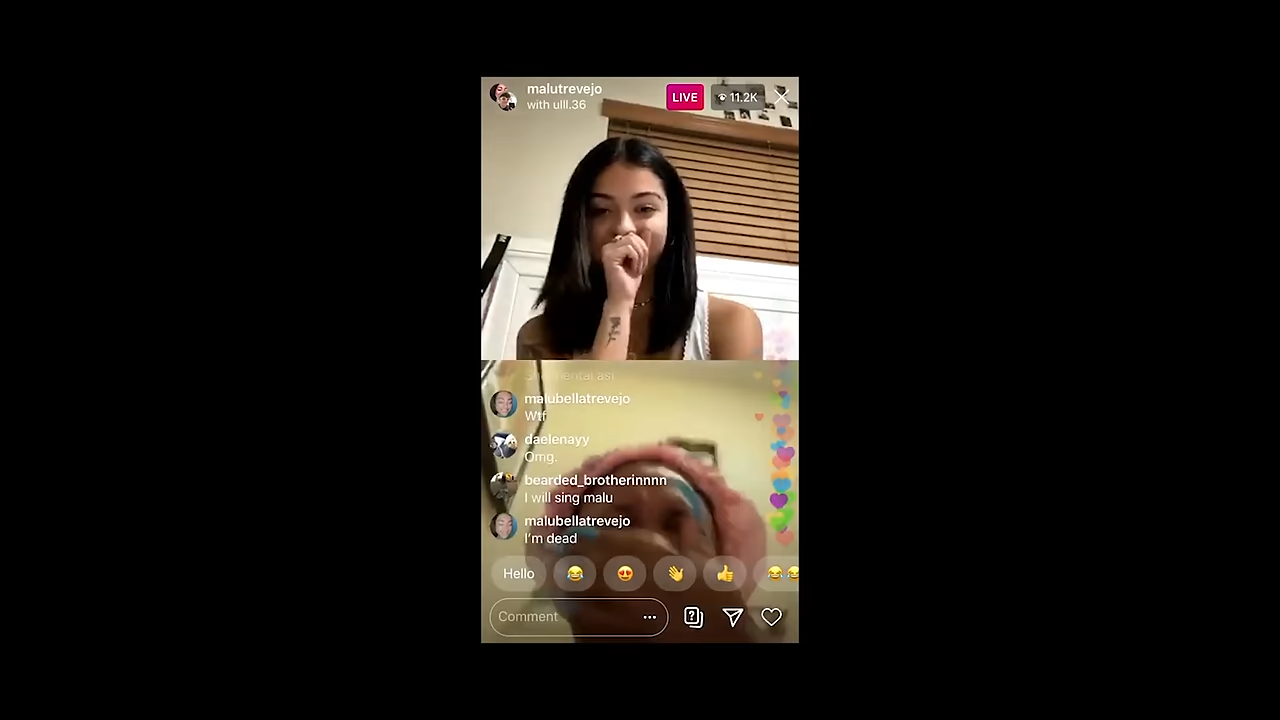 malutrevejo
with ulll.36
LIVE
11.2K
malubellatrevejo
Wtf
daelenayy
Omg.
bearded_brotherinnnn
I will sing malu
malubellatrevejo
I'm dead
Hello
Comment